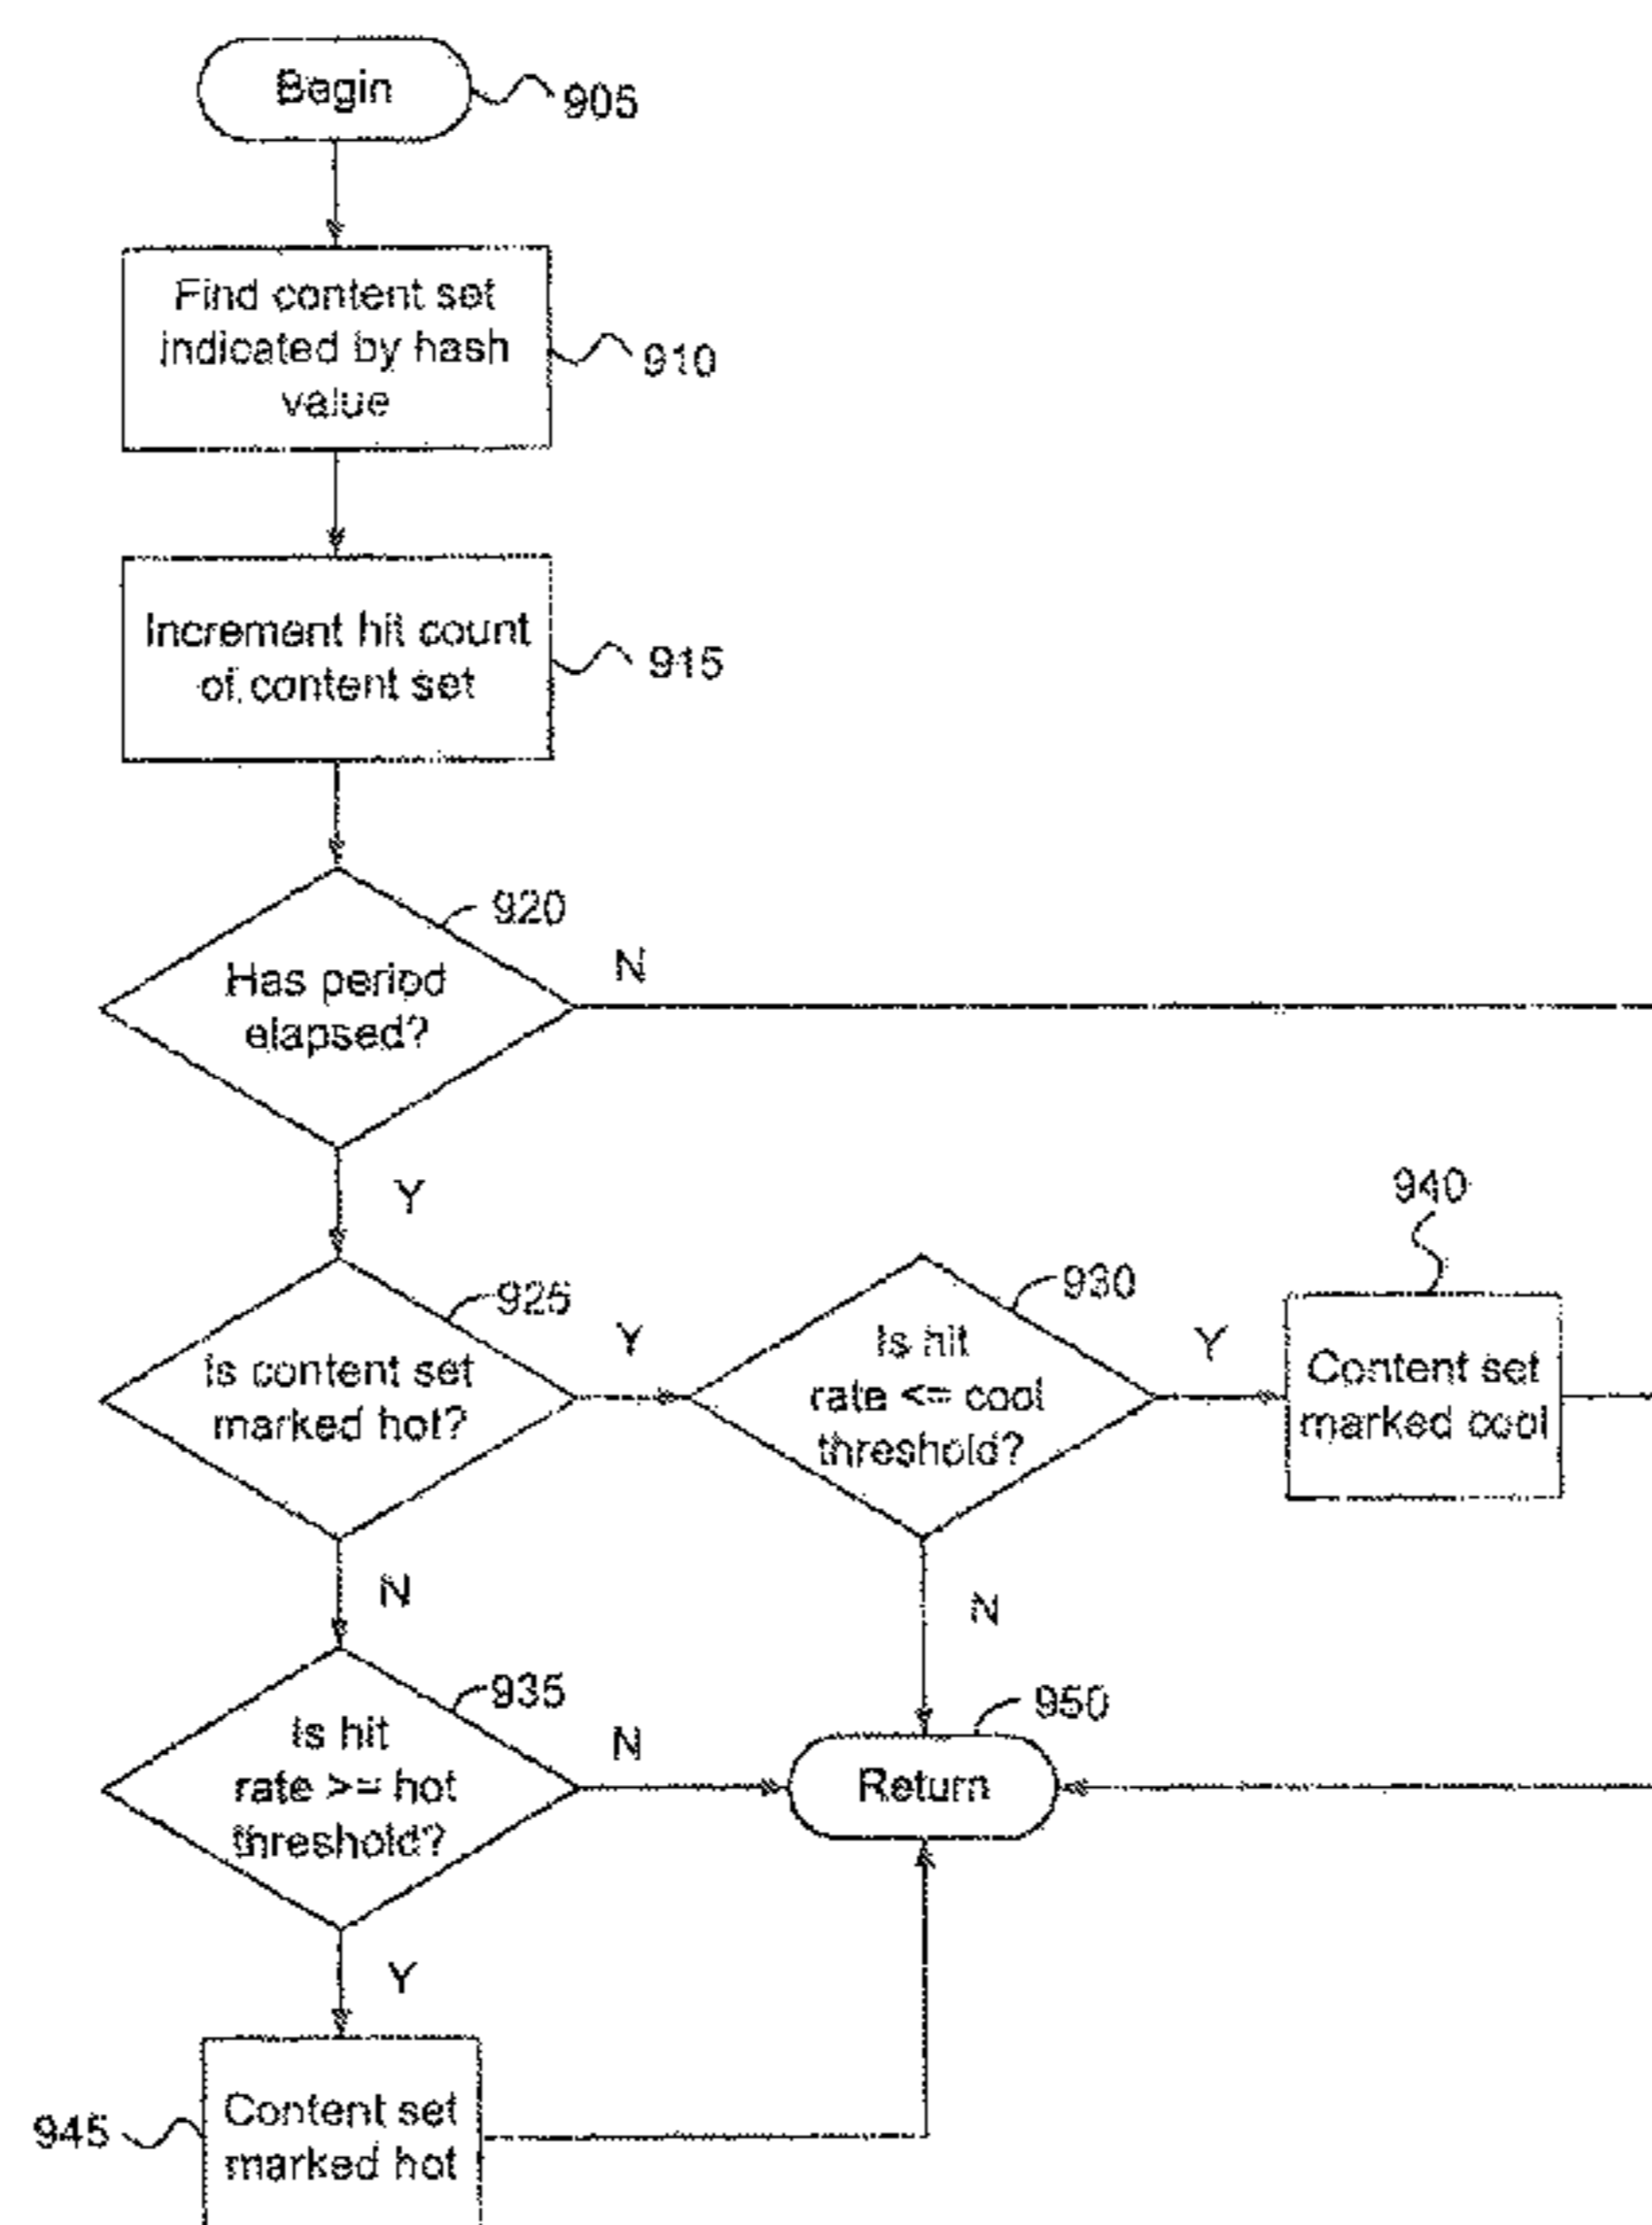 Begin
905
Find content set
indicated by hash
value
910
Increment hit count
of content set
915
920
Has period
elapsed?
N
Y
925
Is content set
marked hot?
Y
930
Is hit
rate <= cool
threshold?
Y
940
Content set
marked cool
N
N
935
Is hit
rate >= hot
threshold?
N
950
Return
Y
945
Content set
marked hot